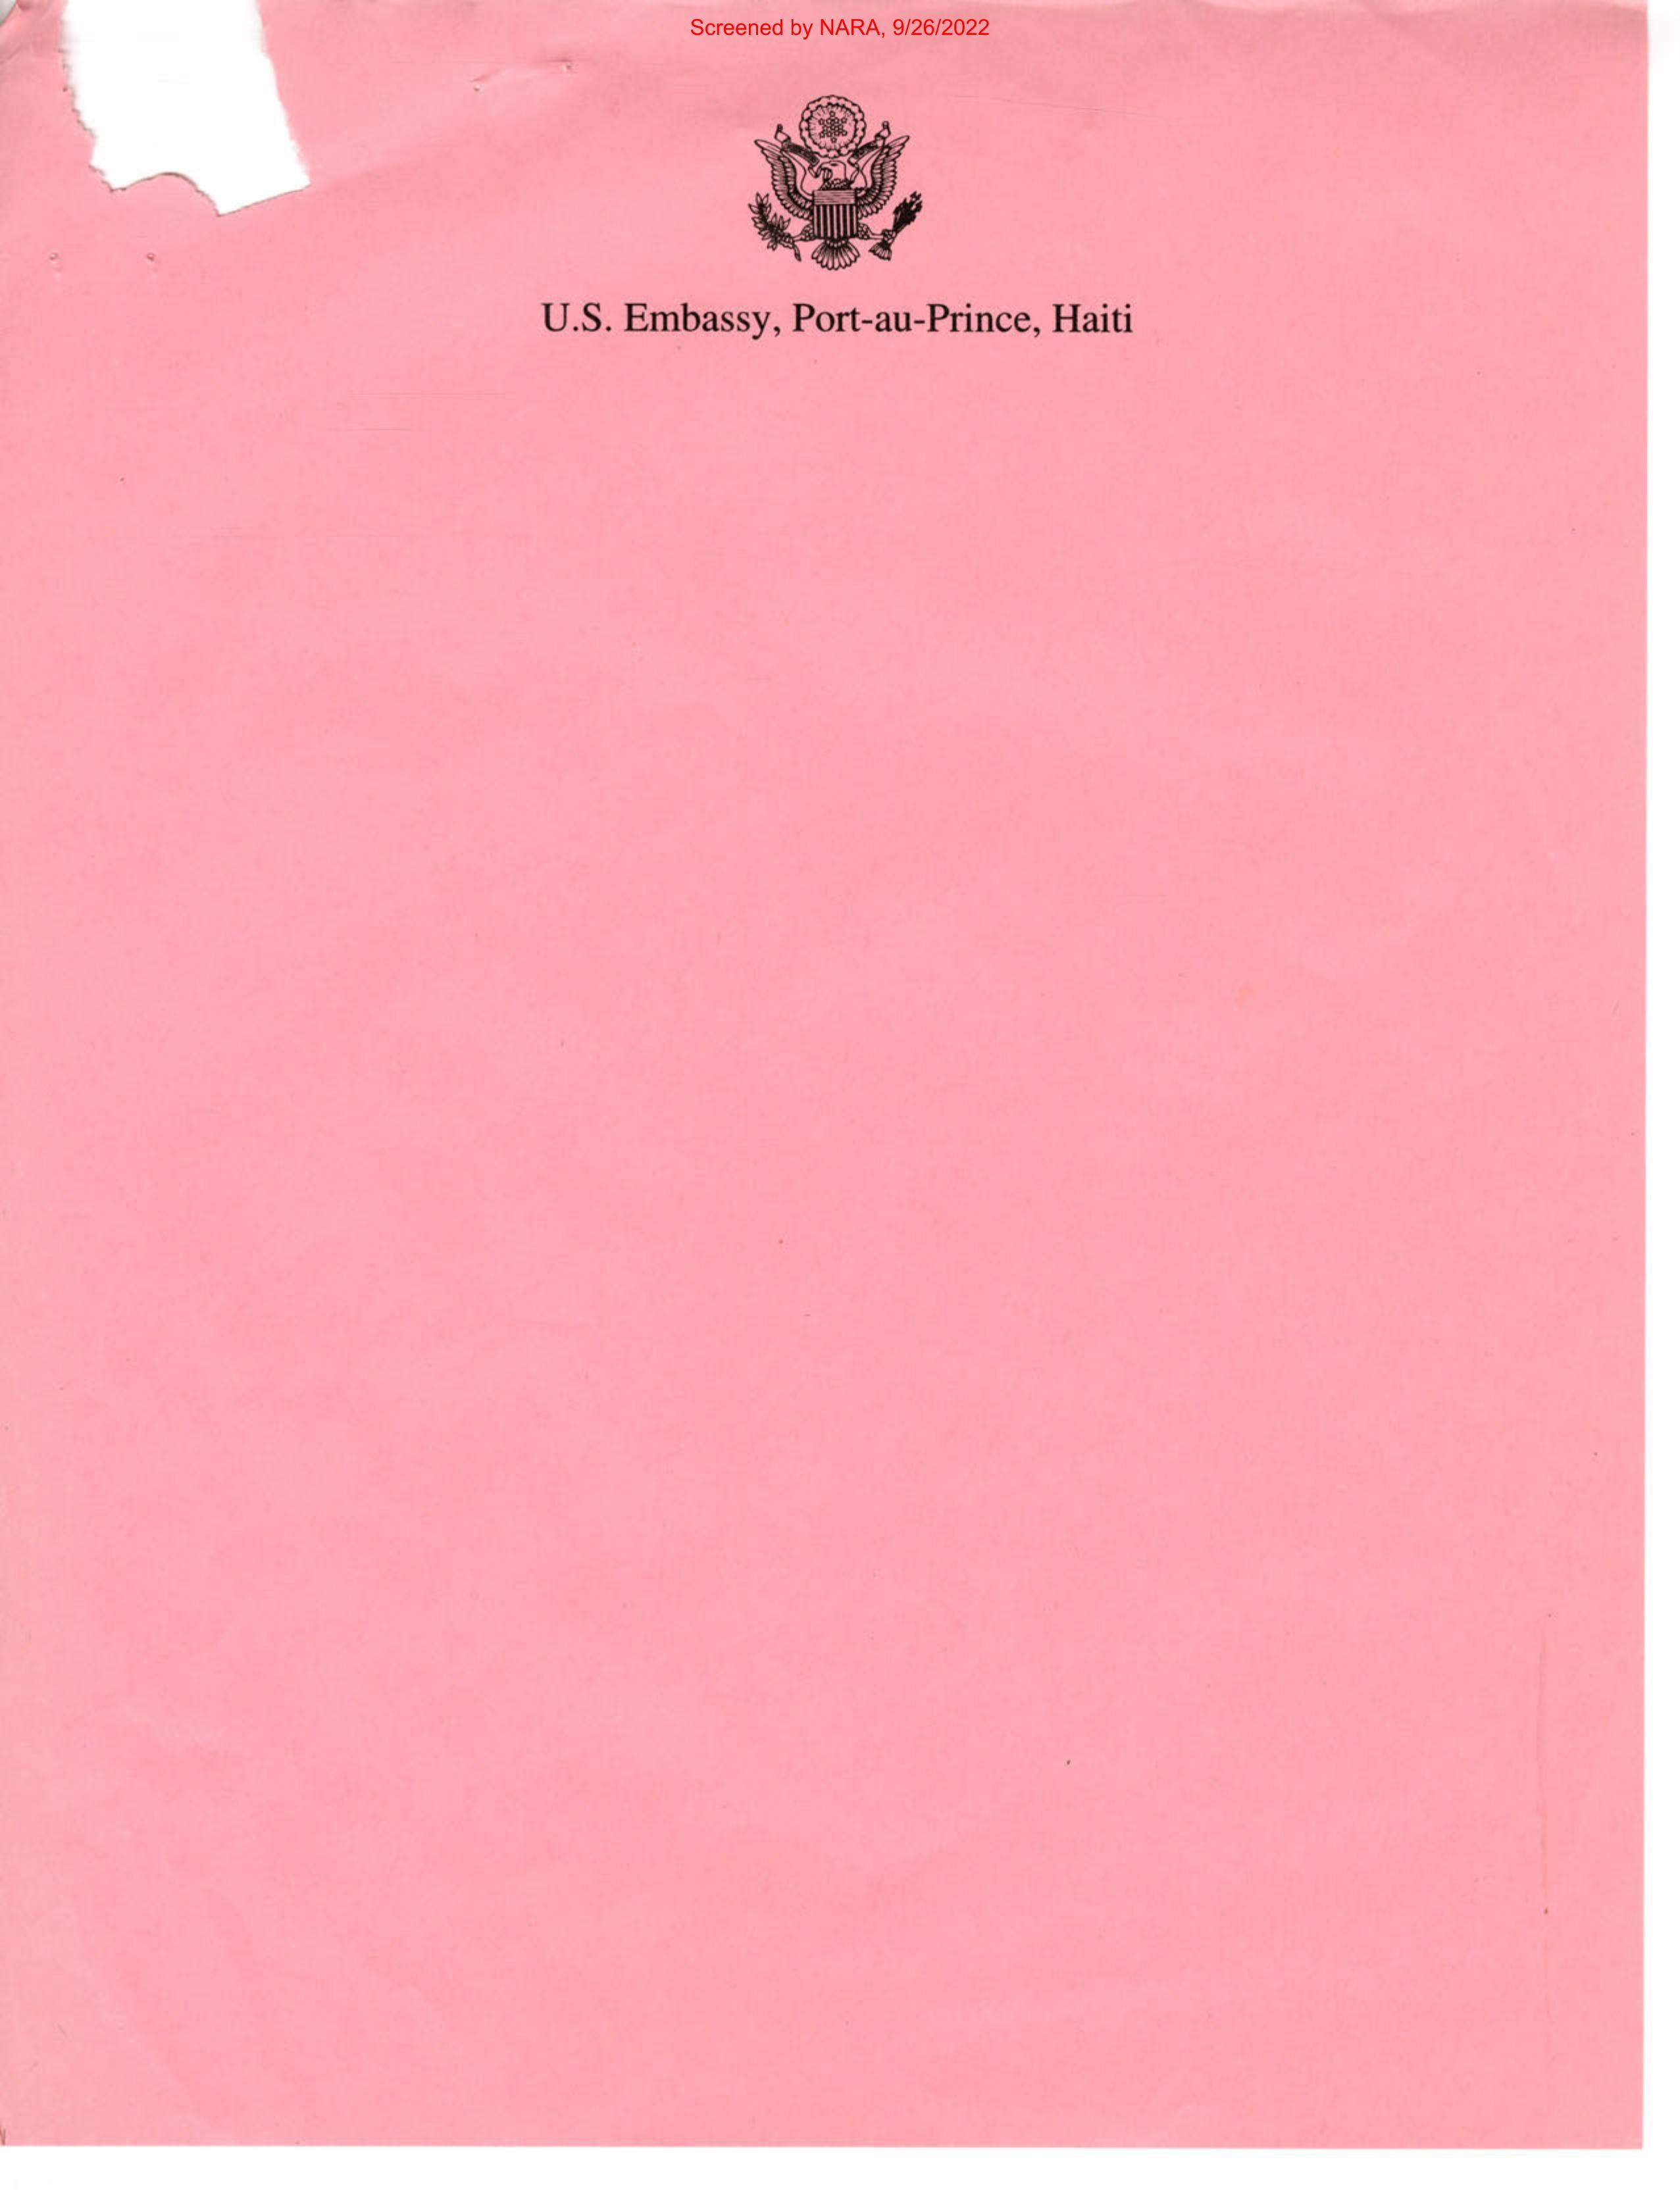 Screened by NARA, 9/26/2022
U.S. Embassy, Port-au-Prince, Haiti